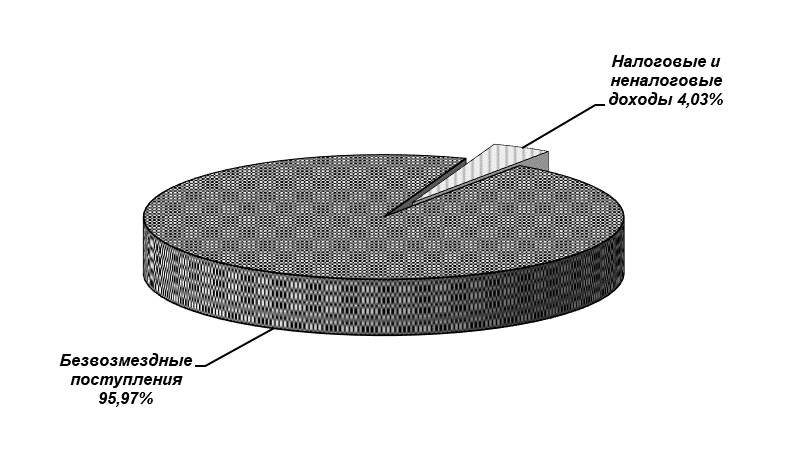 Налоговые и
неналоговые
доходы 4,03%
Безвозмездные
поступления
95,97%